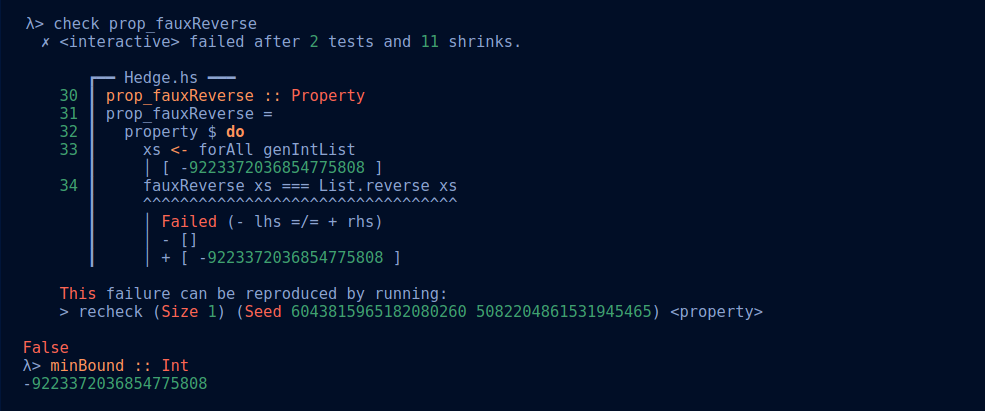 λ> check prop_fauxReverse
✗ <interactive> failed after 2 tests and 11 shrinks.
┏━━ Hedge.hs ━━━
30 ┃ prop_fauxReverse :: Property
31 ┃ prop_fauxReverse =
32 ┃   property $ do
33 ┃     xs <- forAll genIntList
┃     │ [ -9223372036854775808 ]
34 ┃     fauxReverse xs === List.reverse xs
┃     ^^^^^^^^^^^^^^^^^^^^^^^^^^^^^^^^^^
┃     │ Failed (- lhs =/= + rhs)
┃     │ - []
┃     │ + [ -9223372036854775808 ]
This failure can be reproduced by running:
> recheck (Size 1) (Seed 6043815965182080260 5082204861531945465) <property>
False
λ> minBound :: Int
-9223372036854775808